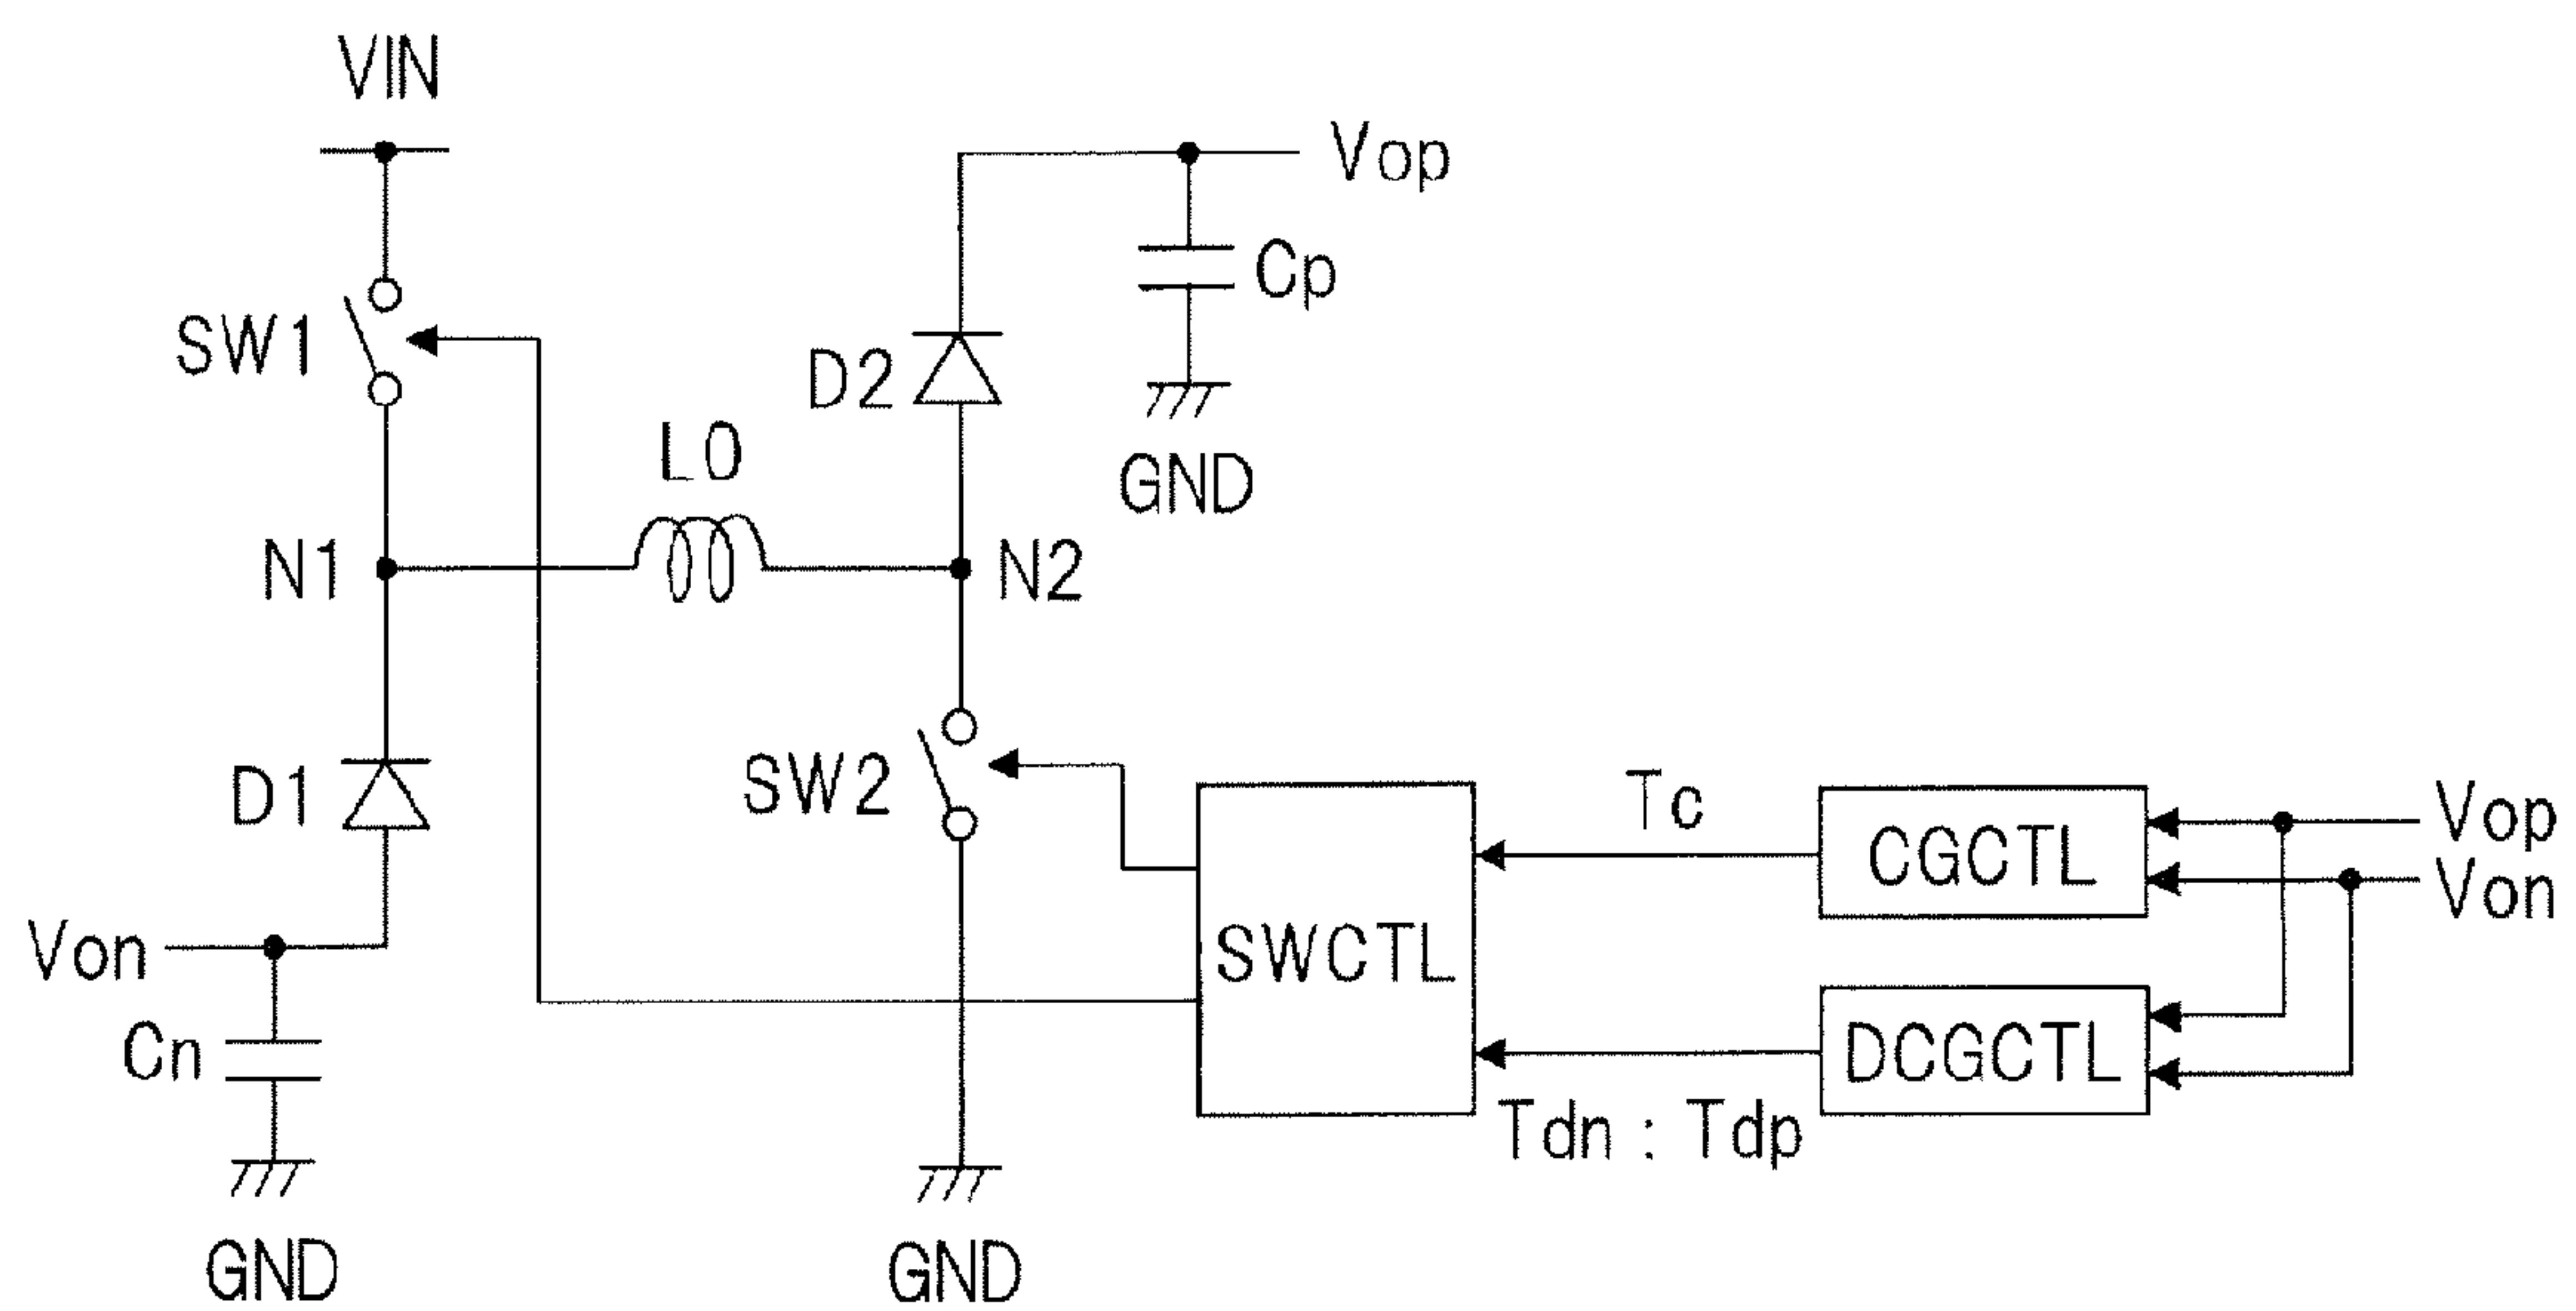 VIN
Vop
Cp
SW1
D2
L0
GND
N1
N2
D1
SW2
Tc
CGCTL
Vop
Von
Von
SWCTL
Cn
DCGCTL
Tdn : Tdp
GND
GND